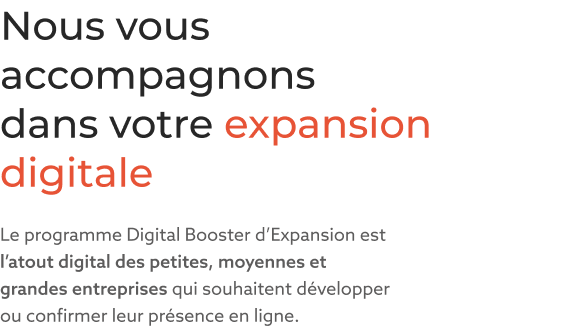 Nous vous
accompagnons
dans votre expansion
digitale
Le programme Digital Booster d’Expansion est
l’atout digital des petites, moyennes et
grandes entreprises qui souhaitent développer
ou confirmer leur présence en ligne.